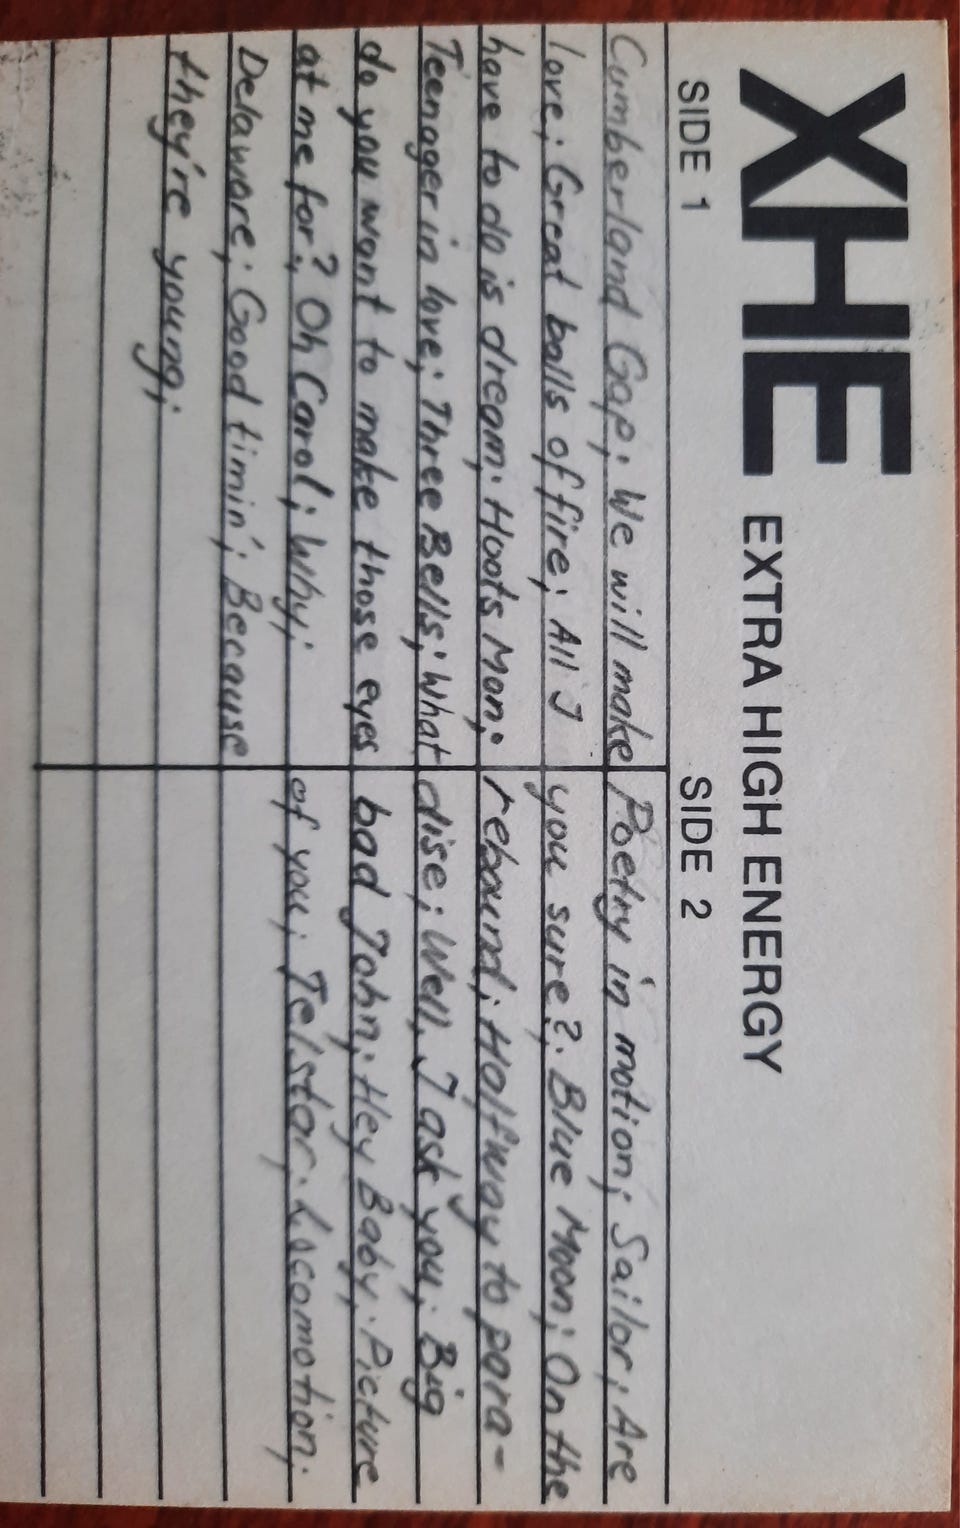 XHE EXTRA HIGH ENERGY
SIDE 1
Cumberland Gap; We will make
love; Great balls of fire; All I
have to do is dream; Hoots Mon;
Teenager in love; Three Bells; What
do you want to make those eyes
at me for?; Oh Carol; Why;
Delaware; Good timin'; Because
they're young;
SIDE 2
Poetry in motion; Sailor; Are
you sure?; Blue Moon; On the
rebound; Halfway to para-
dise; Well, I ask you; Big
bad John; Hey Baby; Picture
of you; Telstar; Locomotion;